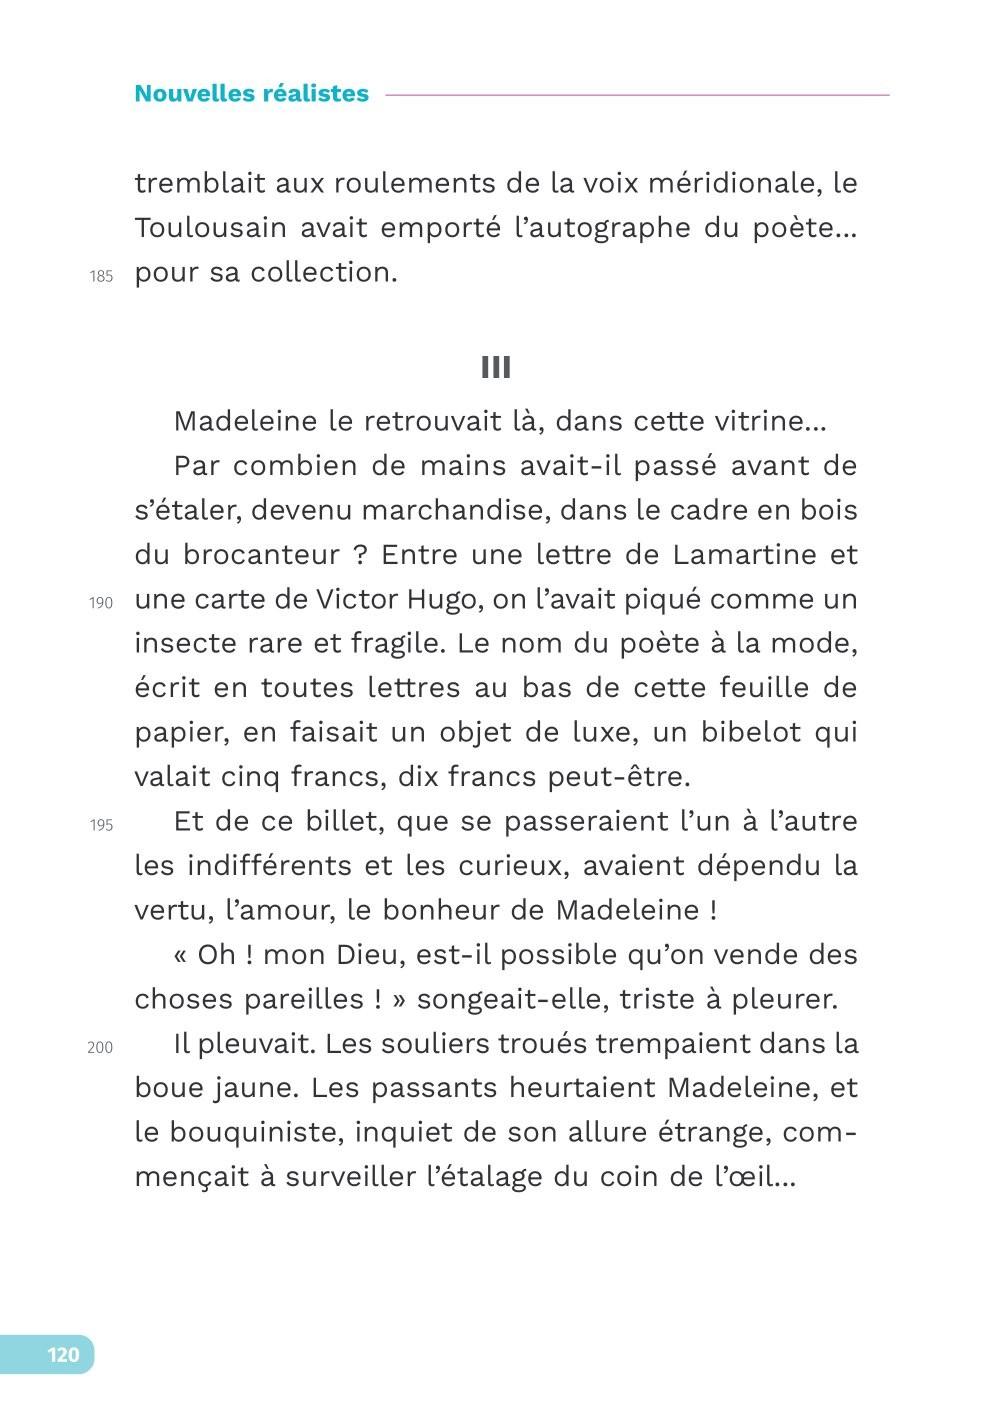 Nouvelles réalistes
tremblait aux roulements de la voix méridionale, le
Toulousain avait emporté l’autographe du poète...
185 pour sa collection.
III
Madeleine le retrouvait là, dans cette vitrine...
Par combien de mains avait-il passé avant de
s’étaler, devenu marchandise, dans le cadre en bois
du brocanteur ? Entre une lettre de Lamartine et
190 une carte de Victor Hugo, on l’avait piqué comme un
insecte rare et fragile. Le nom du poète à la mode,
écrit en toutes lettres au bas de cette feuille de
papier, en faisait un objet de luxe, un bibelot qui
valait cinq francs, dix francs peut-être.
195 Et de ce billet, que se passeraient l’un à l’autre
les indifférents et les curieux, avaient dépendu la
vertu, l’amour, le bonheur de Madeleine !
« Oh ! mon Dieu, est-il possible qu’on vende des
choses pareilles ! » songeait-elle, triste à pleurer.
200 Il pleuvait. Les souliers troués trempaient dans la
boue jaune. Les passants heurtaient Madeleine, et
le bouquiniste, inquiet de son allure étrange, com-
mençait à surveiller l’étalage du coin de l’œil...
120